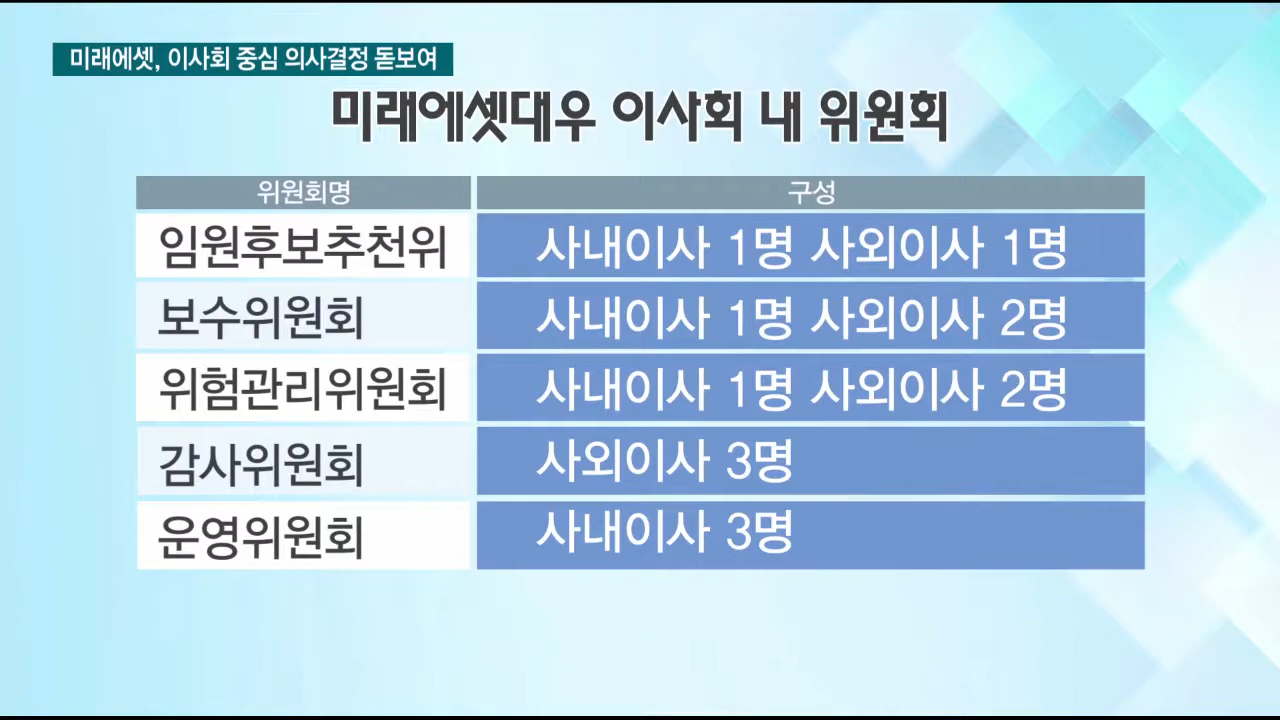 미래에셋, 이사회 중심 의사결정 돋보여
미래에셋대우 이사회 내 위원회
위원회명 구성
임원후보추천위 사내이사 1명 사외이사 1명
보수위원회 사내이사 1명 사외이사 2명
위험관리위원회 사내이사 1명 사외이사 2명
감사위원회 사외이사 3명
운영위원회 사내이사 3명